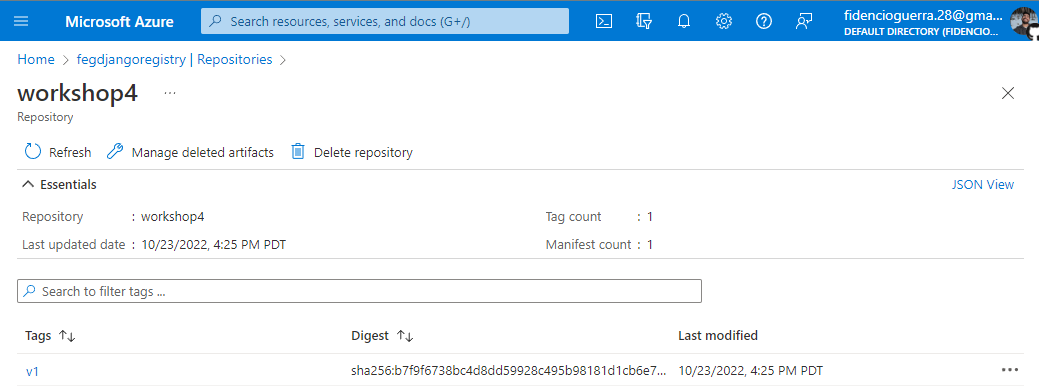 Microsoft Azure
Search resources, services, and docs (G+/)
fidencioguerra.28@gma...
DEFAULT DIRECTORY (FIDENCIO...
Home > fegdjangoregistry | Repositories >
workshop4 ...
Repository
Refresh Manage deleted artifacts Delete repository
Essentials JSON View
Repository : workshop4 Tag count : 1
Last updated date : 10/23/2022, 4:25 PM PDT Manifest count : 1
Search to filter tags ...
Tags Digest Last modified
v1 sha256:b7f9f6738bc4d8dd59928c495b98181d1cb6e7... 10/23/2022, 4:25 PM PDT ...